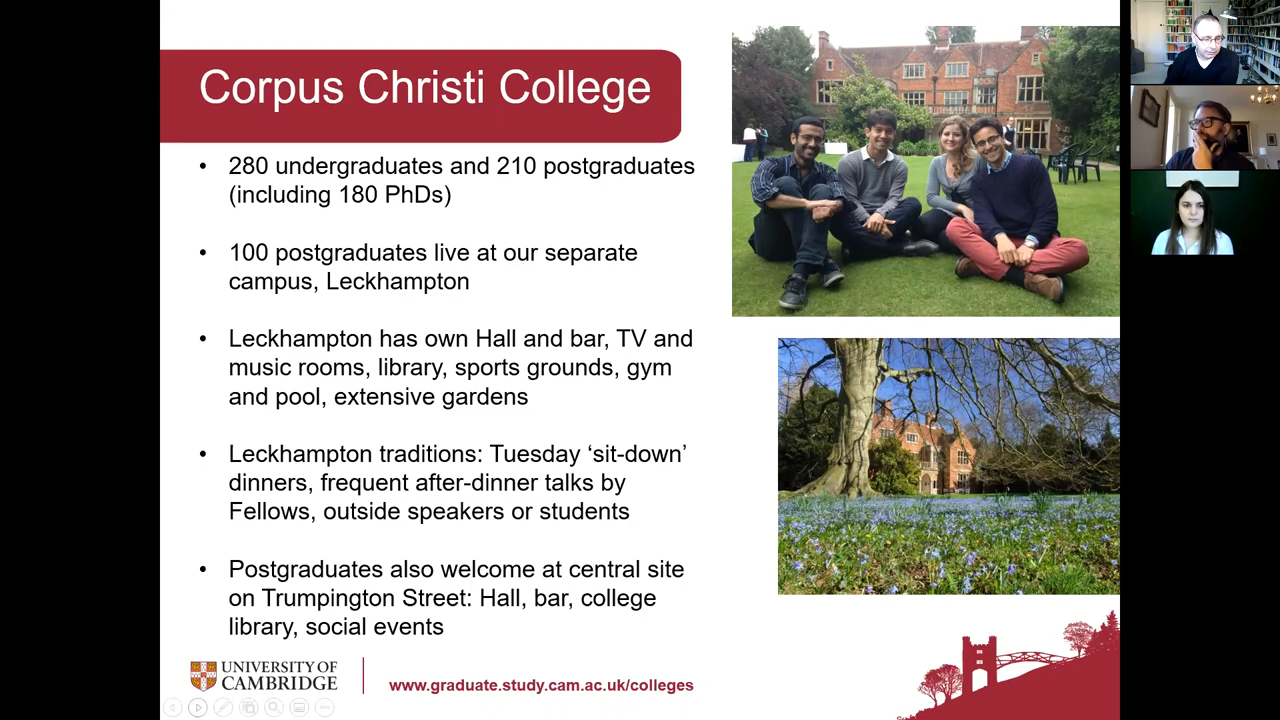 Corpus Christi College
• 280 undergraduates and 210 postgraduates
(including 180 PhDs)
• 100 postgraduates live at our separate
campus, Leckhampton
• Leckhampton has own Hall and bar, TV and
music rooms, library, sports grounds, gym
and pool, extensive gardens
• Leckhampton traditions: Tuesday ‘sit-down’
dinners, frequent after-dinner talks by
Fellows, outside speakers or students
• Postgraduates also welcome at central site
on Trumpington Street: Hall, bar, college
library, social events
UNIVERSITY OF
CAMBRIDGE
www.graduate.study.cam.ac.uk/colleges